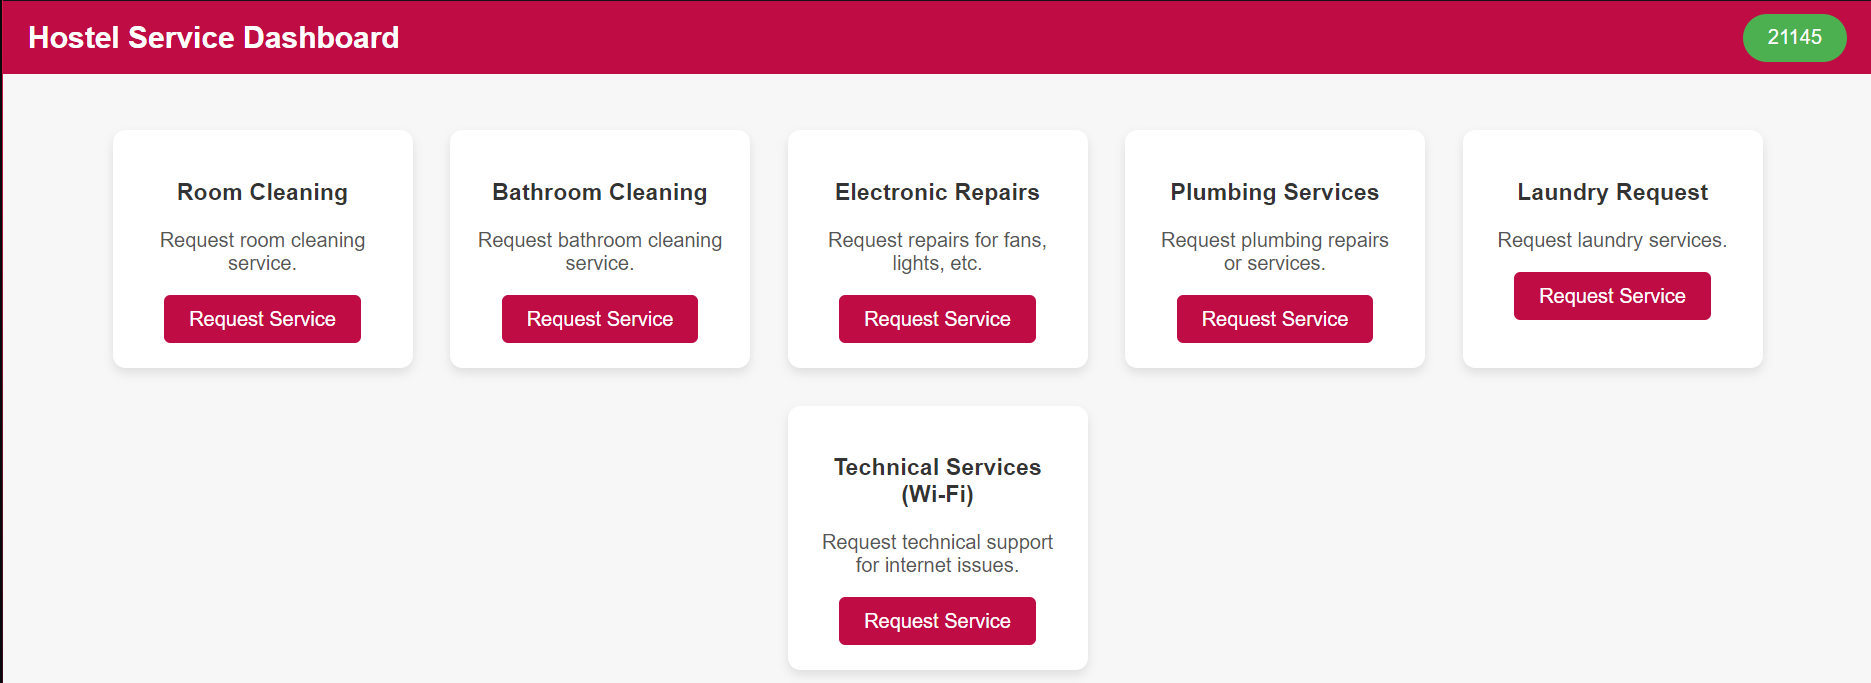 Hostel Service Dashboard
21145
Room Cleaning
Request room cleaning
service.
Request Service
Bathroom Cleaning
Request bathroom cleaning
service.
Request Service
Electronic Repairs
Request repairs for fans,
lights, etc.
Request Service
Plumbing Services
Request plumbing repairs
or services.
Request Service
Laundry Request
Request laundry services.
Request Service
Technical Services
(Wi-Fi)
Request technical support
for internet issues.
Request Service